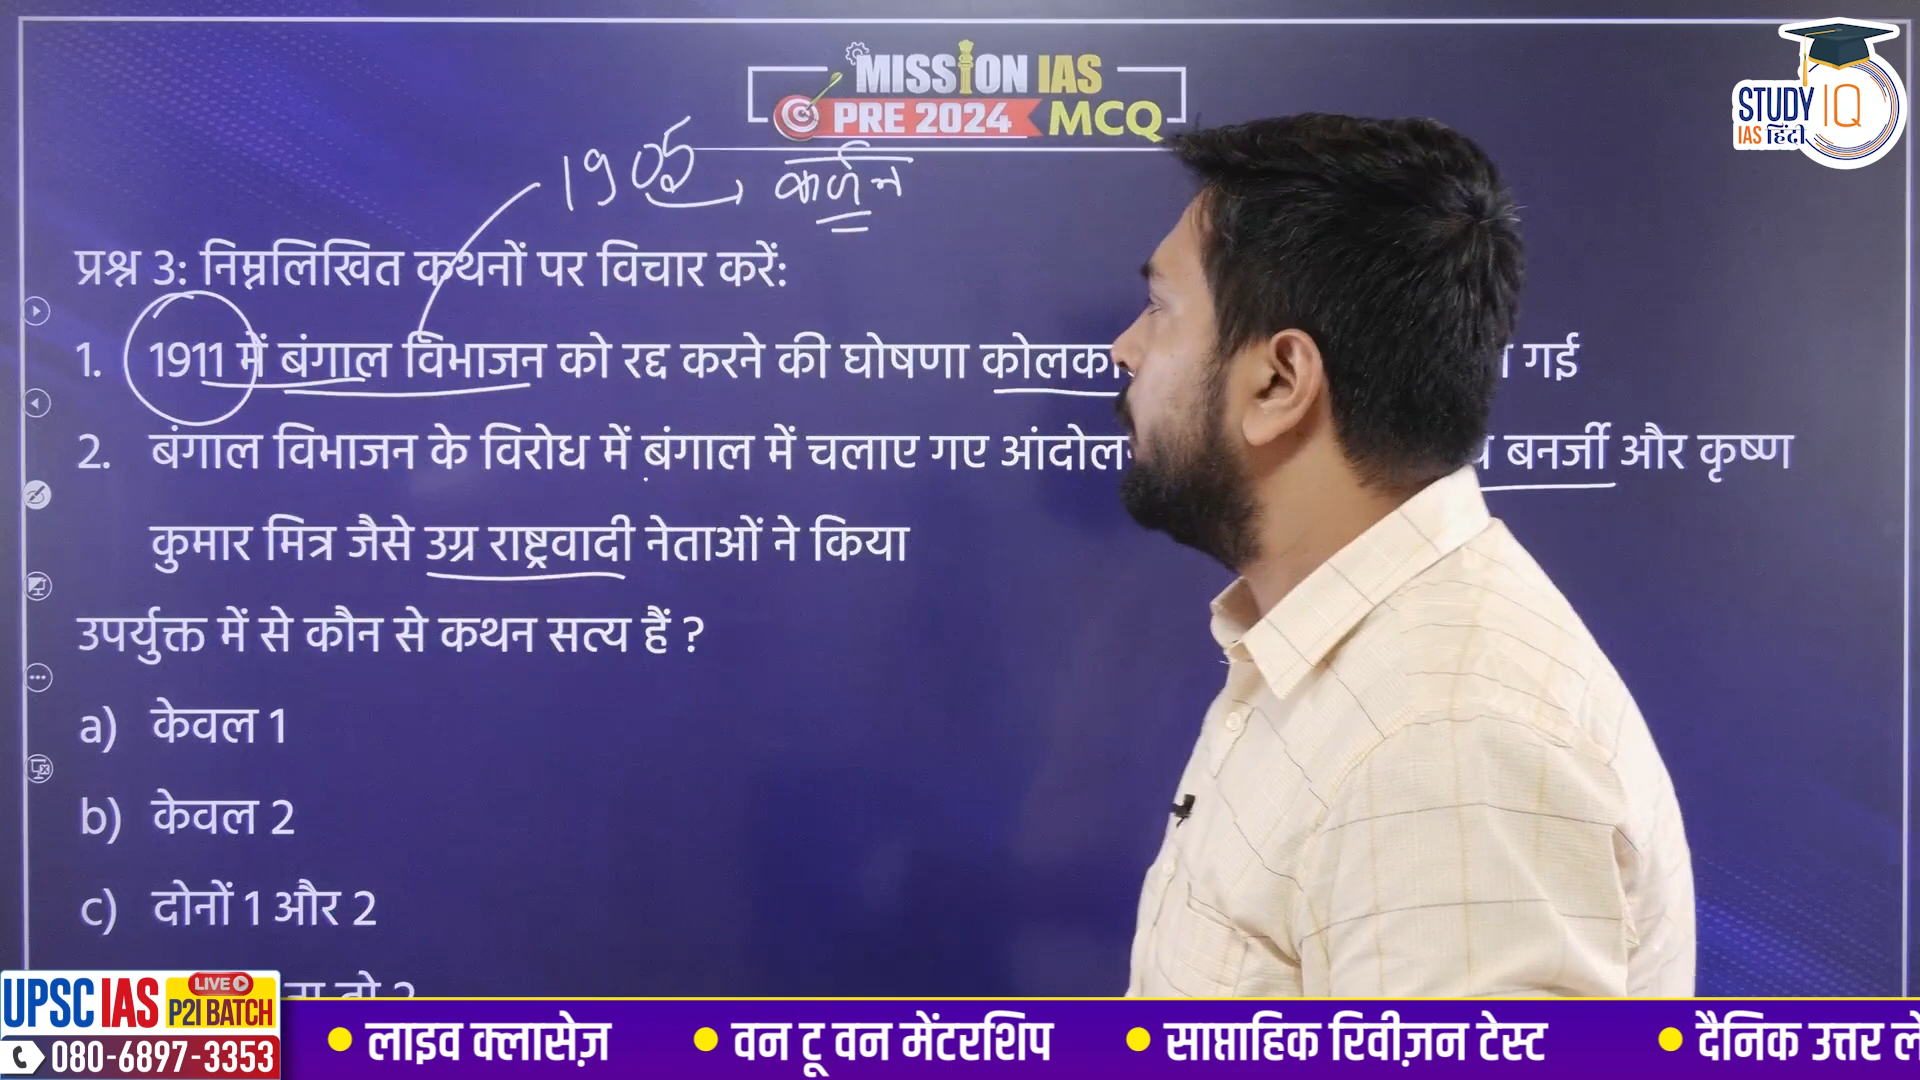 MISSION IAS
PRE 2024 MCQ
STUDY IQ
IAS हिंदी
1905 कर्जन
प्रश्न 3: निम्नलिखित कथनों पर विचार करें:
1. 1911 में बंगाल विभाजन को रद्द करने की घोषणा गई
2. बंगाल विभाजन के विरोध में बंगाल में चलाए गए बनर्जी और कृष्ण
कुमार मित्र जैसे उग्र राष्ट्रवादी नेताओं ने किया
उपर्युक्त में से कौन से कथन सत्य हैं ?
a) केवल 1
b) केवल 2
c) दोनों 1 और 2
UPSC IAS LIVE P2I BATCH
080-6897-3353
लाइव क्लासेज़ • वन टू वन मेंटरशिप • साप्ताहिक रिवीज़न टेस्ट • दैनिक उत्तर